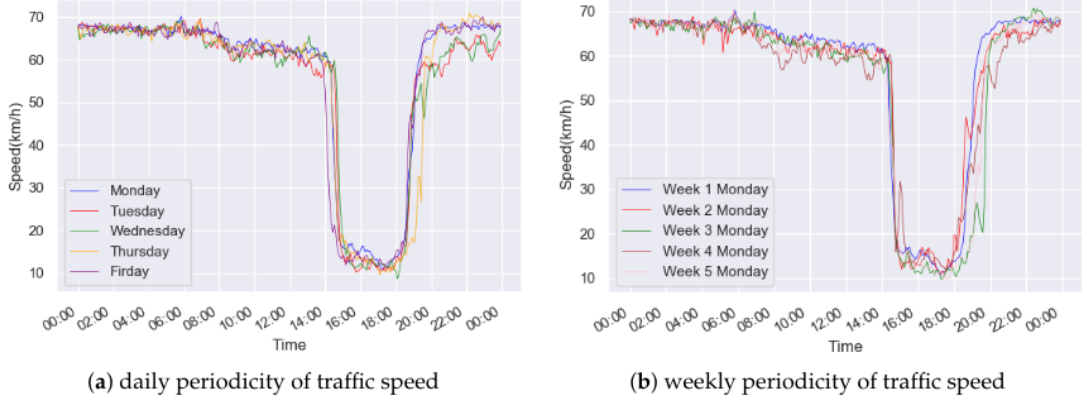 70
60
50
40
30
20
10
Speed(km/h)
Monday
Tuesday
Wednesday
Thursday
Firday
00:00 02:00 04:00 06:00 08:00 10:00 12:00 14:00 16:00 18:00 20:00 22:00 00:00
Time
(a) daily periodicity of traffic speed
70
60
50
40
30
20
10
Speed(km/h)
Week 1 Monday
Week 2 Monday
Week 3 Monday
Week 4 Monday
Week 5 Monday
00:00 02:00 04:00 06:00 08:00 10:00 12:00 14:00 16:00 18:00 20:00 22:00 00:00
Time
(b) weekly periodicity of traffic speed